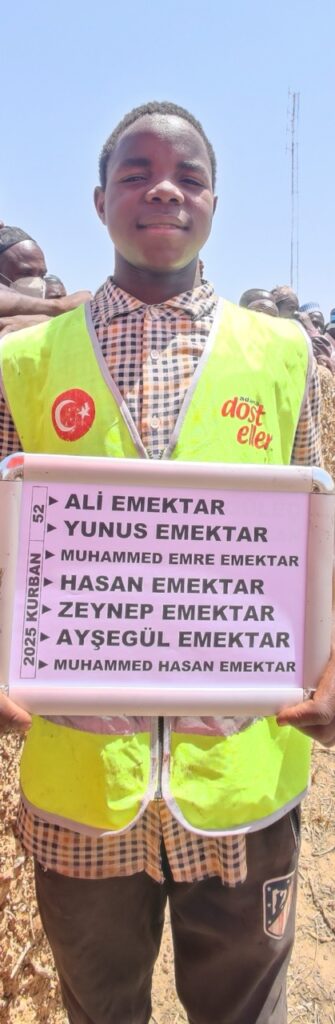 adıM
dost
eller
2025 KURBAN
52
ALİ EMEKTAR
YUNUS EMEKTAR
MUHAMMED EMRE EMEKTAR
HASAN EMEKTAR
ZEYNEP EMEKTAR
AYŞEGÜL EMEKTAR
MUHAMMED HASAN EMEKTAR